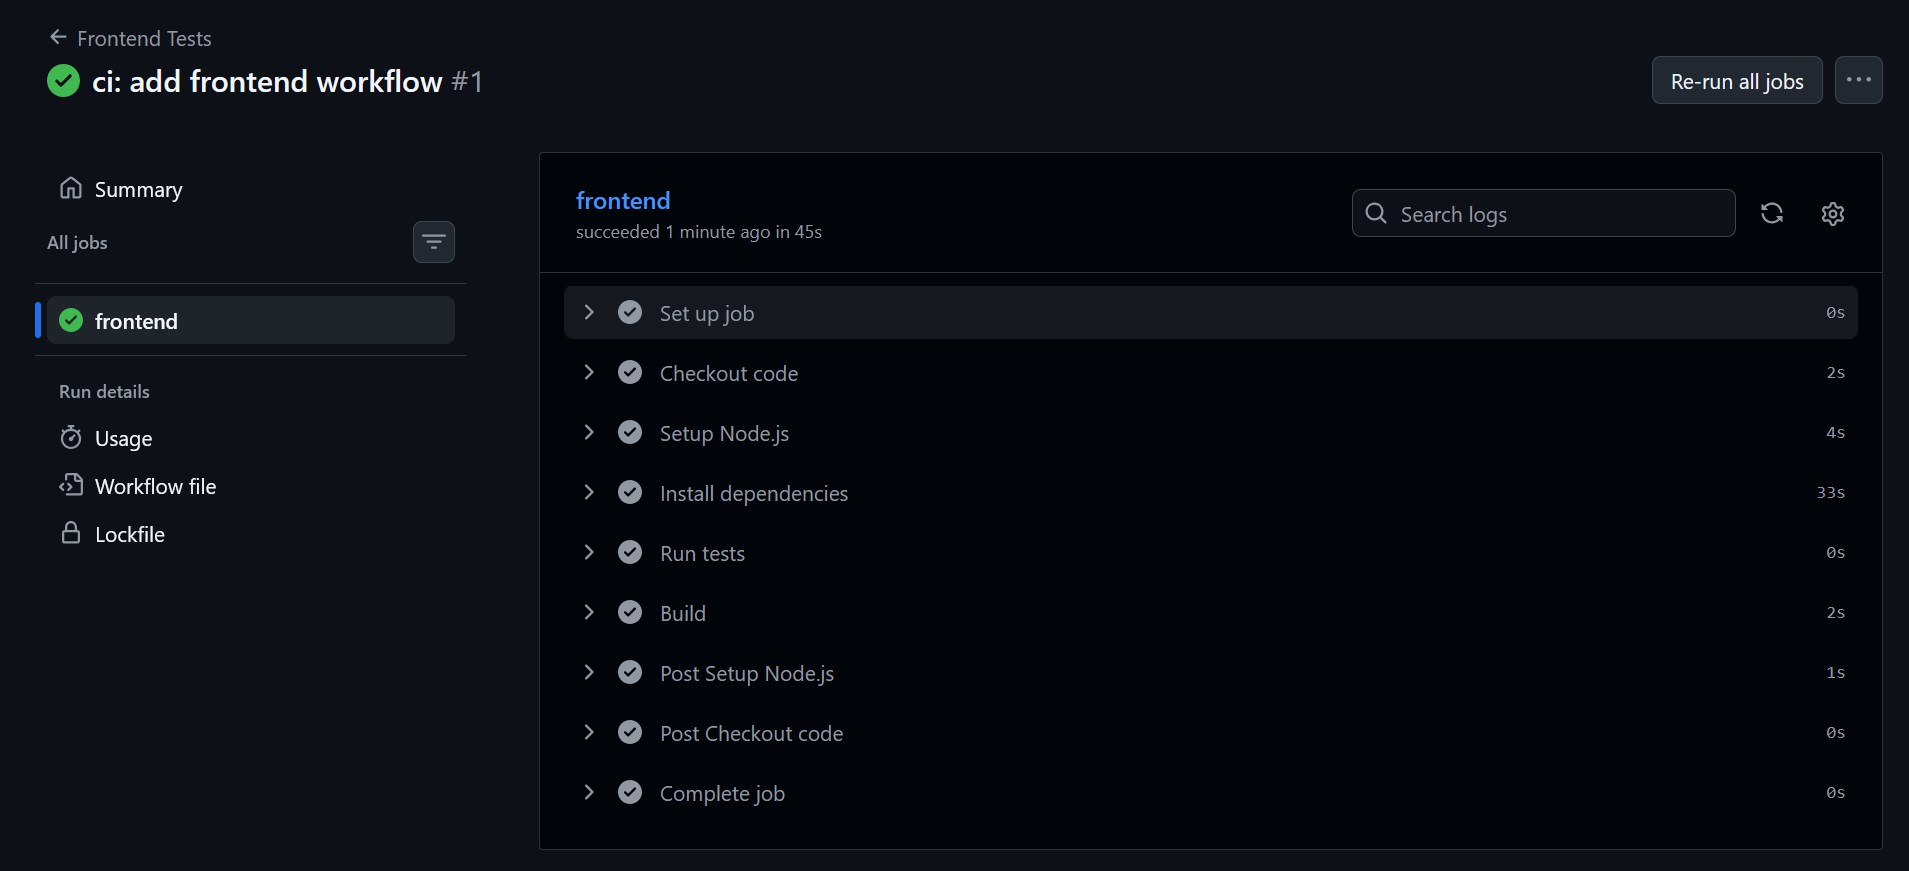 Frontend Tests
ci: add frontend workflow #1
Re-run all jobs
Summary
All jobs
frontend
Run details
Usage
Workflow file
Lockfile
frontend
succeeded 1 minute ago in 45s
Search logs
Set up job 0s
Checkout code 2s
Setup Node.js 4s
Install dependencies 33s
Run tests 0s
Build 2s
Post Setup Node.js 1s
Post Checkout code 0s
Complete job 0s